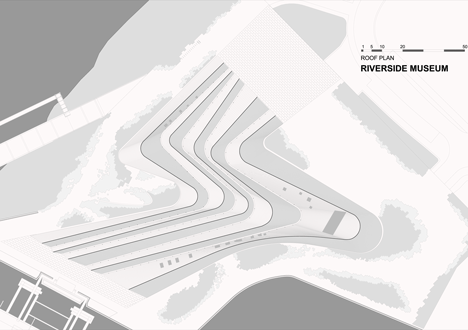 1 5 10 20 50
ROOF PLAN
RIVERSIDE MUSEUM